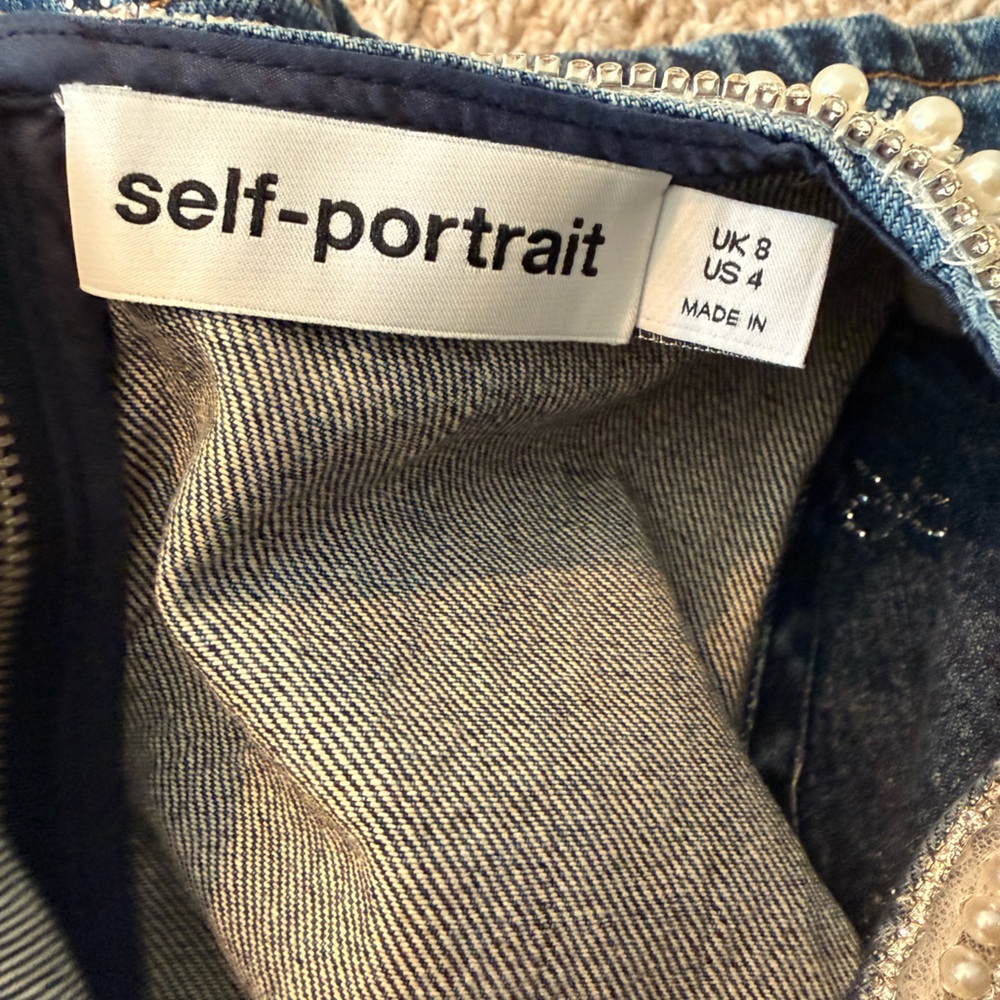 self-portrait
UK 8
US 4
MADE IN